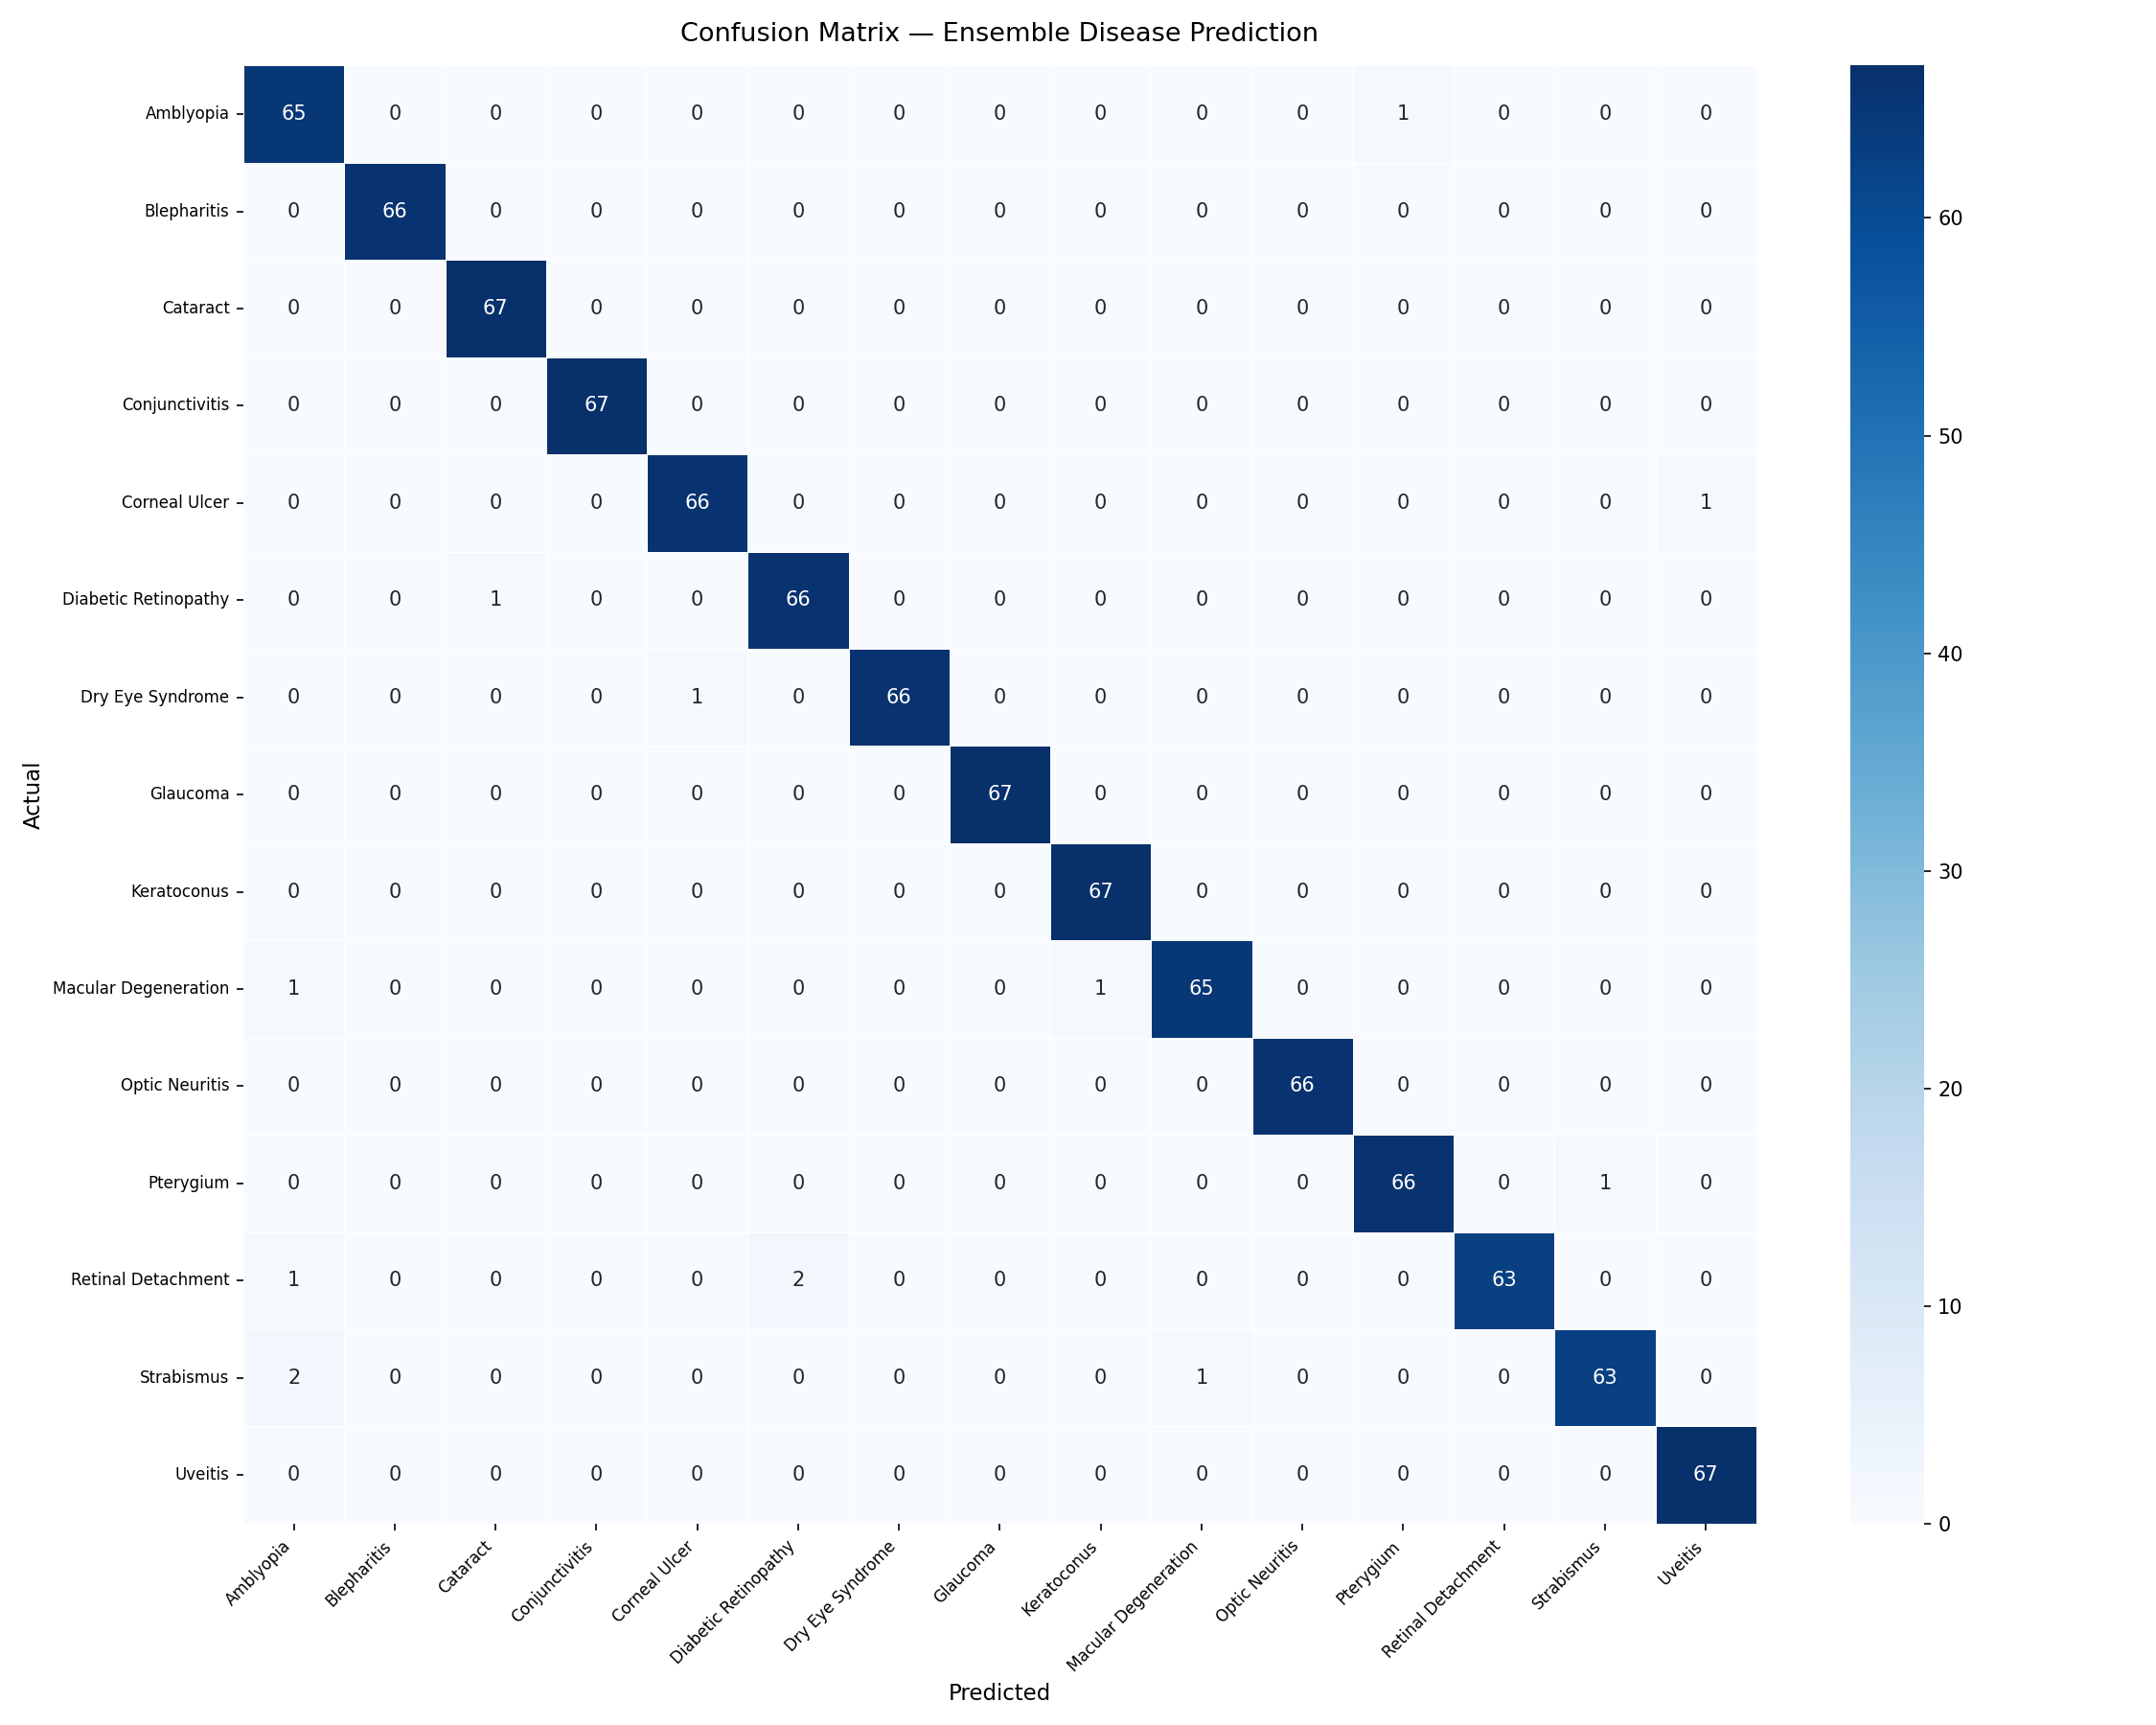 Confusion Matrix — Ensemble Disease Prediction
Amblyopia 65 0 0 0 0 0 0 0 0 0 0 1 0 0 0
Blepharitis 0 66 0 0 0 0 0 0 0 0 0 0 0 0 0
Cataract 0 0 67 0 0 0 0 0 0 0 0 0 0 0 0
Conjunctivitis 0 0 0 67 0 0 0 0 0 0 0 0 0 0 0
Corneal Ulcer 0 0 0 0 66 0 0 0 0 0 0 0 0 0 1
Diabetic Retinopathy 0 0 1 0 0 66 0 0 0 0 0 0 0 0 0
Dry Eye Syndrome 0 0 0 0 1 0 66 0 0 0 0 0 0 0 0
Glaucoma 0 0 0 0 0 0 0 67 0 0 0 0 0 0 0
Keratoconus 0 0 0 0 0 0 0 0 67 0 0 0 0 0 0
Macular Degeneration 1 0 0 0 0 0 0 0 1 65 0 0 0 0 0
Optic Neuritis 0 0 0 0 0 0 0 0 0 0 66 0 0 0 0
Pterygium 0 0 0 0 0 0 0 0 0 0 0 66 0 1 0
Retinal Detachment 1 0 0 0 0 2 0 0 0 0 0 0 63 0 0
Strabismus 2 0 0 0 0 0 0 0 0 1 0 0 0 63 0
Uveitis 0 0 0 0 0 0 0 0 0 0 0 0 0 0 67
Actual
Amblyopia
Blepharitis
Cataract
Conjunctivitis
Corneal Ulcer
Diabetic Retinopathy
Dry Eye Syndrome
Glaucoma
Keratoconus
Macular Degeneration
Optic Neuritis
Pterygium
Retinal Detachment
Strabismus
Uveitis
Predicted
60
50
40
30
20
10
0